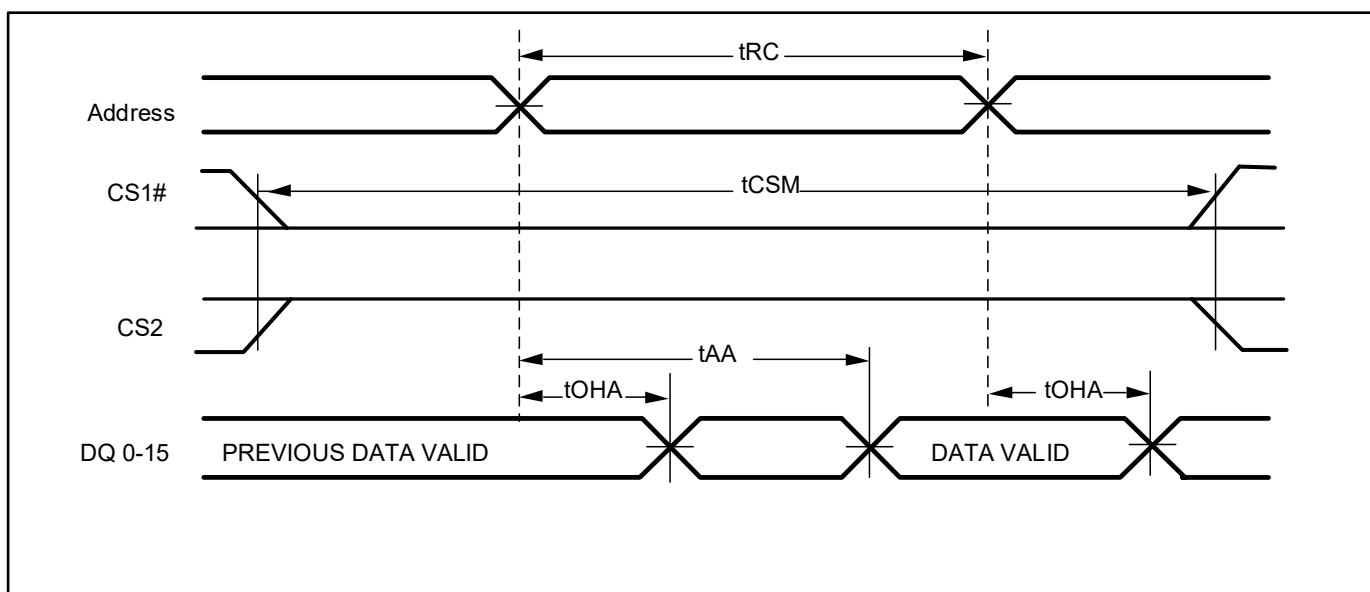 tRC
Address
CS1#
tCSM
CS2
tAA
tOHA
tOHA
DQ 0-15
PREVIOUS DATA VALID
DATA VALID